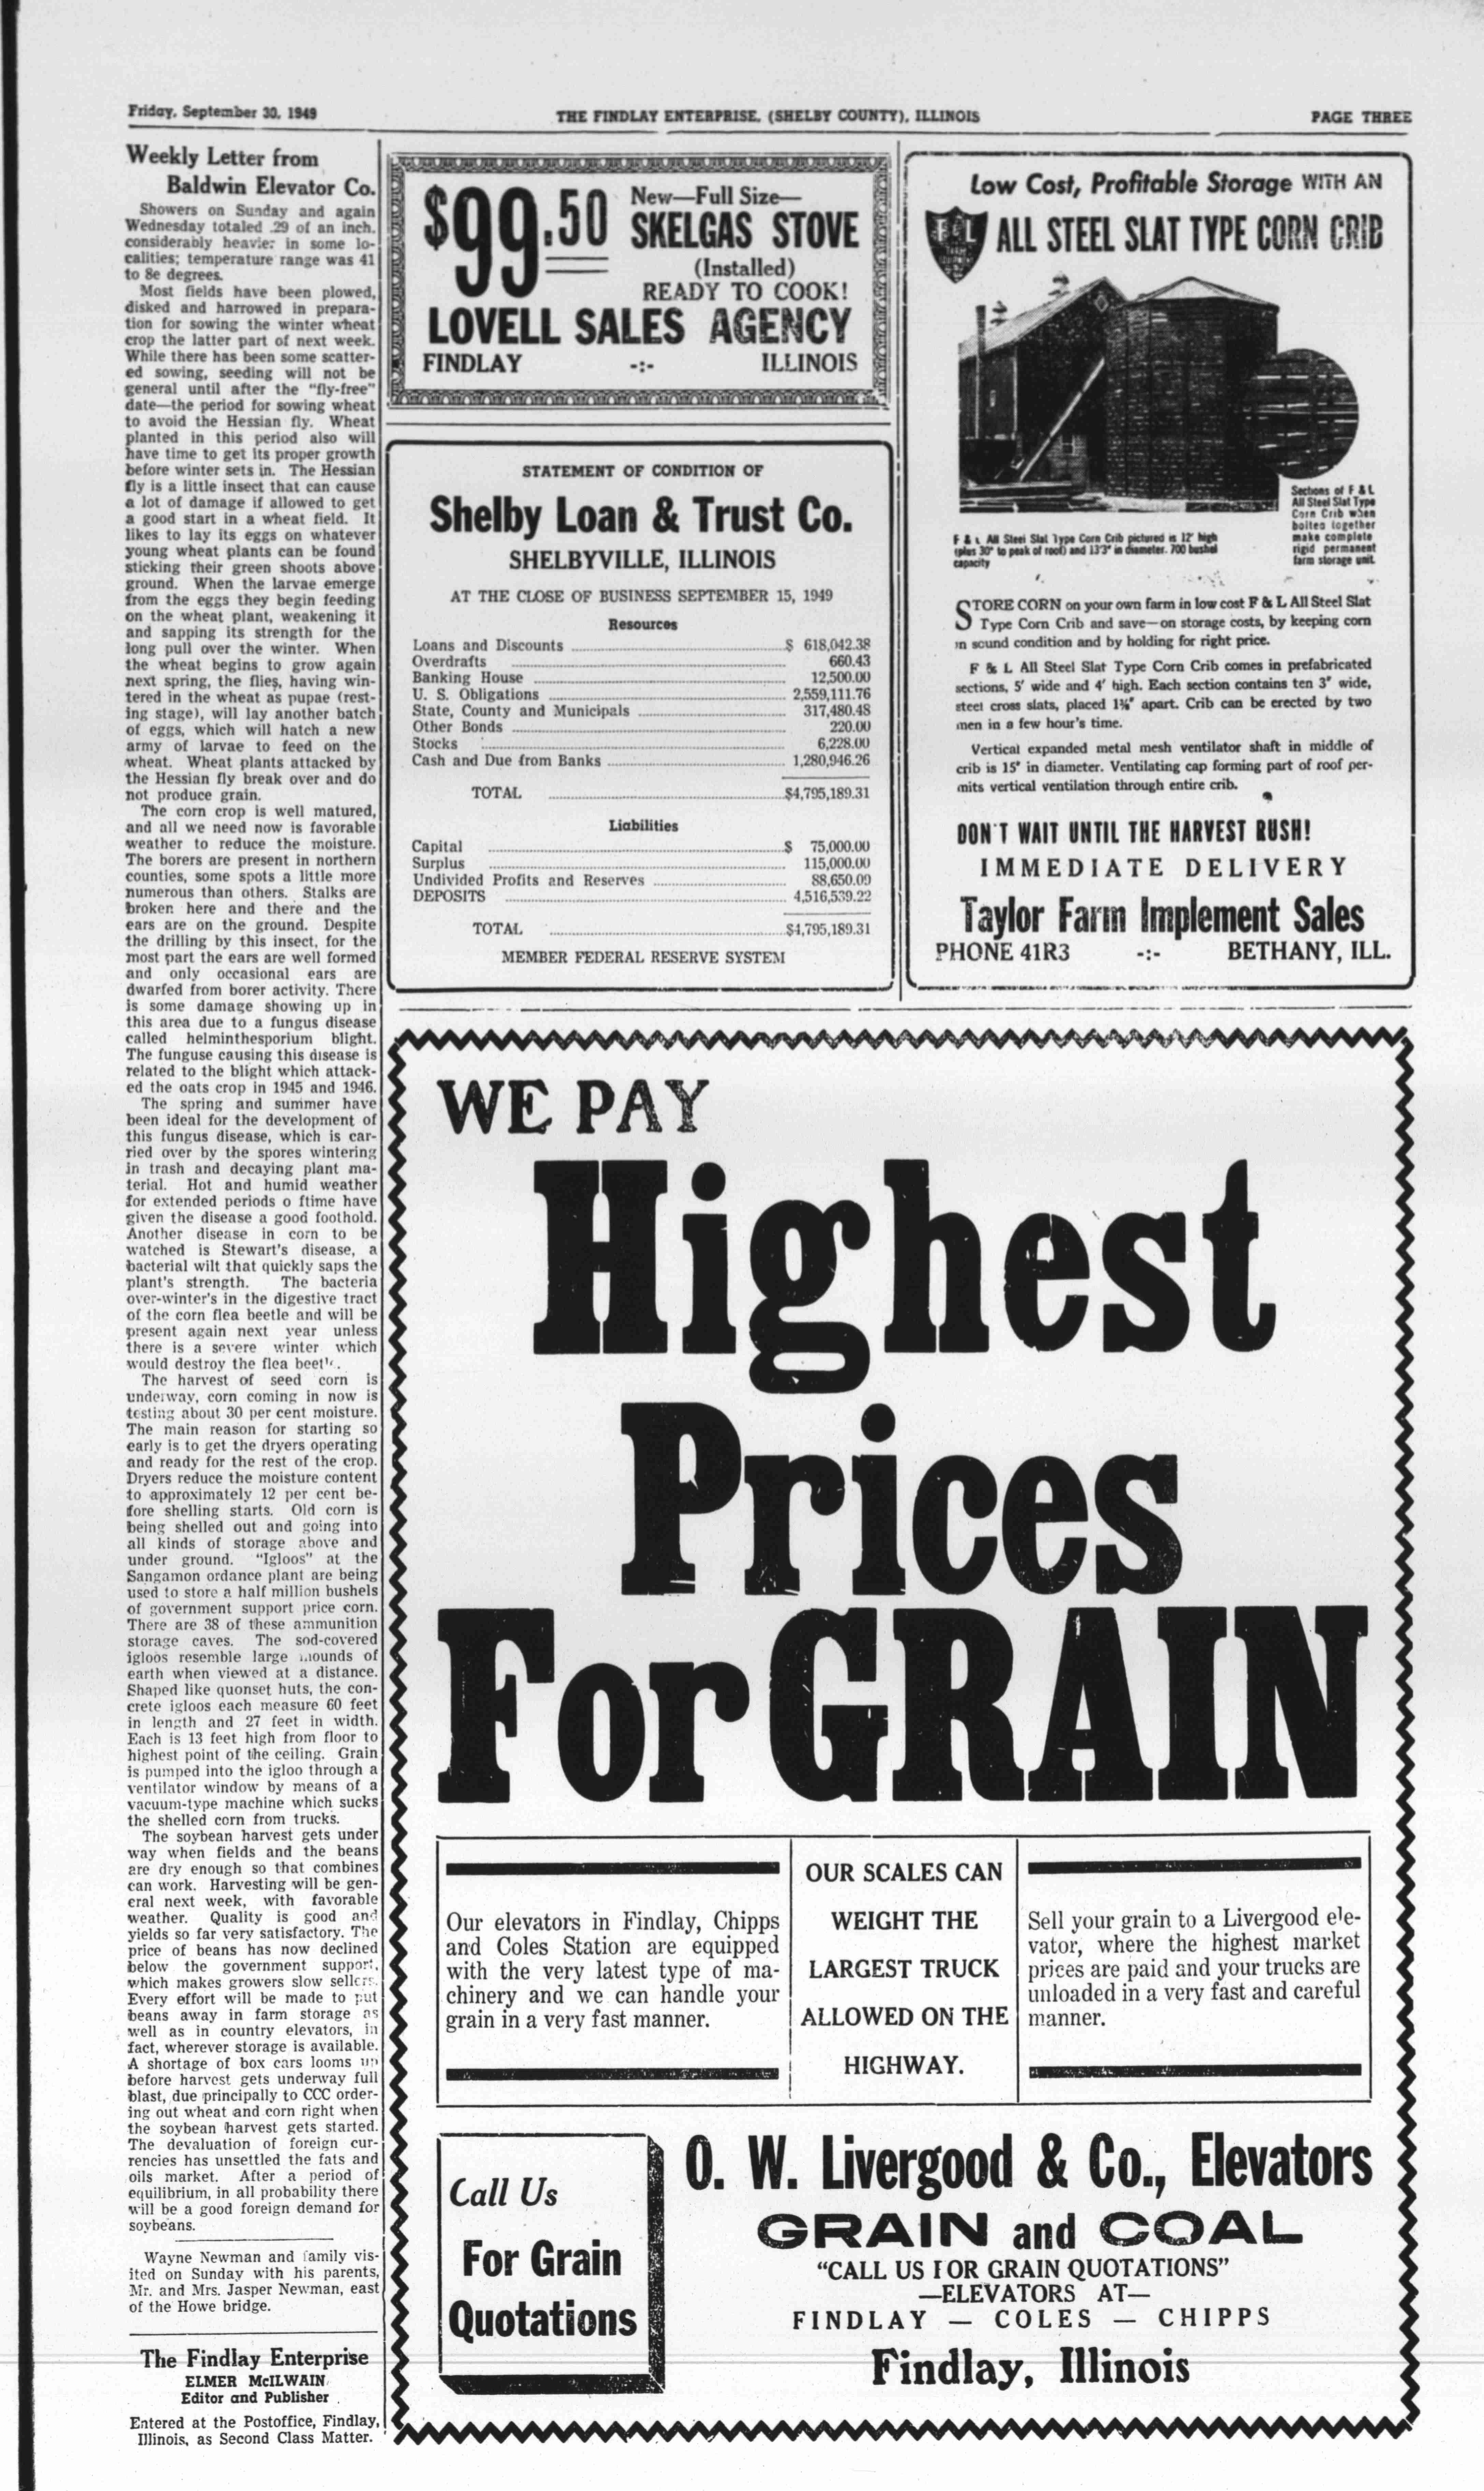 Friday, September 30, 1949
THE FINDLAY ENTERPRISE, (SHELBY COUNTY), ILLINOIS
PAGE THREE
Weekly Letter from
Baldwin Elevator Co.
Showers on Sunday and again
Wednesday totaled .29 of an inch,
considerably heavier in some lo-
calities; temperature range was 41
to 8e degrees.
Most fields have been plowed,
disked and harrowed in prepara-
tion for sowing the winter wheat
crop the latter part of next week.
While there has been some scatter-
ed sowing, seeding will not be
general until after the "fly-free"
date—the period for sowing wheat
to avoid the Hessian fly. Wheat
planted in this period also will
have time to get its proper growth
before winter sets in. The Hessian
fly is a little insect that can cause
a lot of damage if allowed to get
a good start in a wheat field. It
likes to lay its eggs on whatever
young wheat plants can be found
sticking their green shoots above
ground. When the larvae emerge
from the eggs they begin feeding
on the wheat plant, weakening it
and sapping its strength for the
long pull over the winter. When
the wheat begins to grow again
next spring, the flies, having win-
tered in the wheat as pupae (rest-
ing stage), will lay another batch
of eggs, which will hatch a new
army of larvae to feed on the
wheat. Wheat plants attacked by
the Hessian fly break over and do
not produce grain.
The corn crop is well matured,
and all we need now is favorable
weather to reduce the moisture.
The borers are present in northern
counties, some spots a little more
numerous than others. Stalks are
broken here and there and the
ears are on the ground. Despite
the drilling by this insect, for the
most part the ears are well formed
and only occasional ears are
dwarfed from borer activity. There
is some damage showing up in
this area due to a fungus disease
called helminthesporium blight.
The funguse causing this disease is
related to the blight which attack-
ed the oats crop in 1945 and 1946.
The spring and summer have
been ideal for the development of
this fungus disease, which is car-
ried over by the spores wintering
in trash and decaying plant ma-
terial. Hot and humid weather
for extended periods o ftime have
given the disease a good foothold.
Another disease in corn to be
watched is Stewart's disease, a
bacterial wilt that quickly saps the
plant's strength. The bacteria
over-winter's in the digestive tract
of the corn flea beetle and will be
present again next year unless
there is a severe winter which
would destroy the flea
The harvest of seed corn is
underway, corn coming in now is
testing about 30 per cent moisture.
The main reason for starting so
early is to get the dryers operating
and ready for the rest of the crop.
Dryers reduce the moisture content
to approximately 12 per cent be-
fore shelling starts. Old corn is
being shelled out and going into
all kinds of storage above and
under ground. "Igloos" at the
Sangamon ordance plant are being
used to store a half million bushels
of government support price corn.
There are 38 of these ammunition
storage caves. The sod-covered
igloos resemble large mounds of
earth when viewed at a distance.
Shaped like quonset huts, the con-
crete igloos each measure 60 feet
in length and 27 feet in width.
Each is 13 feet high from floor to
highest point of the ceiling. Grain
is pumped into the igloo through a
ventilator window by means of a
vacuum-type machine which sucks
the shelled corn from trucks.
The soybean harvest gets under
way when fields and the beans
are dry enough so that combines
can work. Harvesting will be gen-
eral next week, with favorable
weather. Quality is good and
yields so far very satisfactory. The
price of beans has now declined
below the government support,
which makes growers slow sellers.
Every effort will be made to put
beans away in farm storage as
well as in country elevators, in
fact, wherever storage is available.
A shortage of box cars looms up
before harvest gets underway full
blast, due principally to CCC order-
ing out wheat and corn right when
the soybean harvest gets started.
The devaluation of foreign cur-
rencies has unsettled the fats and
oils market. After a period of
equilibrium, in all probability there
will be a good foreign demand for
soybeans.
Wayne Newman and family vis-
ited on Sunday with his parents,
Mr. and Mrs. Jasper Newman, east
of the Howe bridge.
The Findlay Enterprise
ELMER McILWAIN
Editor and Publisher
Entered at the Postoffice, Findlay,
Illinois, as Second Class Matter.
$99.50
New—Full Size—
SKELGAS STOVE
(Installed)
READY TO COOK!
LOVELL SALES AGENCY
FINDLAY -:- ILLINOIS
STATEMENT OF CONDITION OF
Shelby Loan & Trust Co.
SHELBYVILLE, ILLINOIS
AT THE CLOSE OF BUSINESS SEPTEMBER 15, 1949
Resources
Loans and Discounts $ 618,042.38
Overdrafts 660.43
Banking House 12,500.00
U. S. Obligations 2,559,111.76
State, County and Municipals 317,480.48
Other Bonds 220.00
Stocks 6,228.00
Cash and Due from Banks 1,280,946.26
TOTAL $4,795,189.31
Liabilities
Capital $ 75,000.00
Surplus 115,000.00
Undivided Profits and Reserves 88,650.09
DEPOSITS 4,516,539.22
TOTAL $4,795,189.31
MEMBER FEDERAL RESERVE SYSTEM
Low Cost, Profitable Storage WITH AN
F & L
ALL STEEL SLAT TYPE CORN CRIB
Sections of F & L
All Steel Slat Type
Corn Crib when
bolted together
make complete
rigid permanent
farm storage unit.
F & L All Steel Slat Type Corn Crib pictured is 12' high
(plus 30" to peak of roof) and 13'3" in diameter. 700 bushel
capacity
STORE CORN on your own farm in low cost F & L All Steel Slat
Type Corn Crib and save—on storage costs, by keeping corn
in sound condition and by holding for right price.
F & L All Steel Slat Type Corn Crib comes in prefabricated
sections, 5' wide and 4' high. Each section contains ten 3" wide,
steel cross slats, placed 1⅜" apart. Crib can be erected by two
men in a few hour's time.
Vertical expanded metal mesh ventilator shaft in middle of
crib is 15" in diameter. Ventilating cap forming part of roof per-
mits vertical ventilation through entire crib.
DON'T WAIT UNTIL THE HARVEST RUSH!
IMMEDIATE DELIVERY
Taylor Farm Implement Sales
PHONE 41R3 -:- BETHANY, ILL.
WE PAY
Highest
Prices
For GRAIN
Our elevators in Findlay, Chipps
and Coles Station are equipped
with the very latest type of ma-
chinery and we can handle your
grain in a very fast manner.
OUR SCALES CAN
WEIGHT THE
LARGEST TRUCK
ALLOWED ON THE
HIGHWAY.
Sell your grain to a Livergood ele-
vator, where the highest market
prices are paid and your trucks are
unloaded in a very fast and careful
manner.
Call Us
For Grain
Quotations
O. W. Livergood & Co., Elevators
GRAIN and COAL
"CALL US FOR GRAIN QUOTATIONS"
—ELEVATORS AT—
FINDLAY — COLES — CHIPPS
Findlay, Illinois